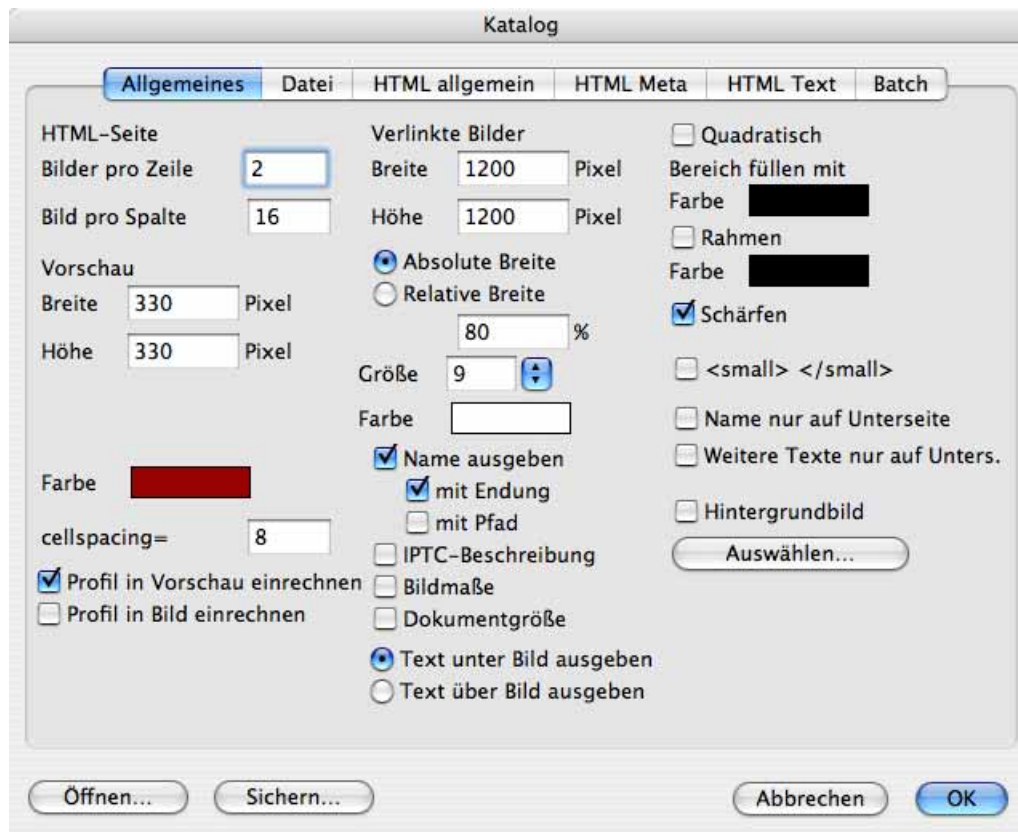 Katalog
Allgemeines Datei HTML allgemein HTML Meta HTML Text Batch
HTML-Seite
Bilder pro Zeile 2
Bild pro Spalte 16
Vorschau
Breite 330 Pixel
Höhe 330 Pixel
Farbe
cellspacing= 8
Profil in Vorschau einrechnen
Profil in Bild einrechnen
Verlinkte Bilder
Breite 1200 Pixel
Höhe 1200 Pixel
Absolute Breite
Relative Breite
80 %
Größe 9
Farbe
Name ausgeben
mit Endung
mit Pfad
IPTC-Beschreibung
Bildmaße
Dokumentgröße
Text unter Bild ausgeben
Text über Bild ausgeben
Quadratisch
Bereich füllen mit
Farbe
Rahmen
Farbe
Schärfen
<small> </small>
Name nur auf Unterseite
Weitere Texte nur auf Unters.
Hintergrundbild
Auswählen...
Öffnen... Sichern... Abbrechen OK